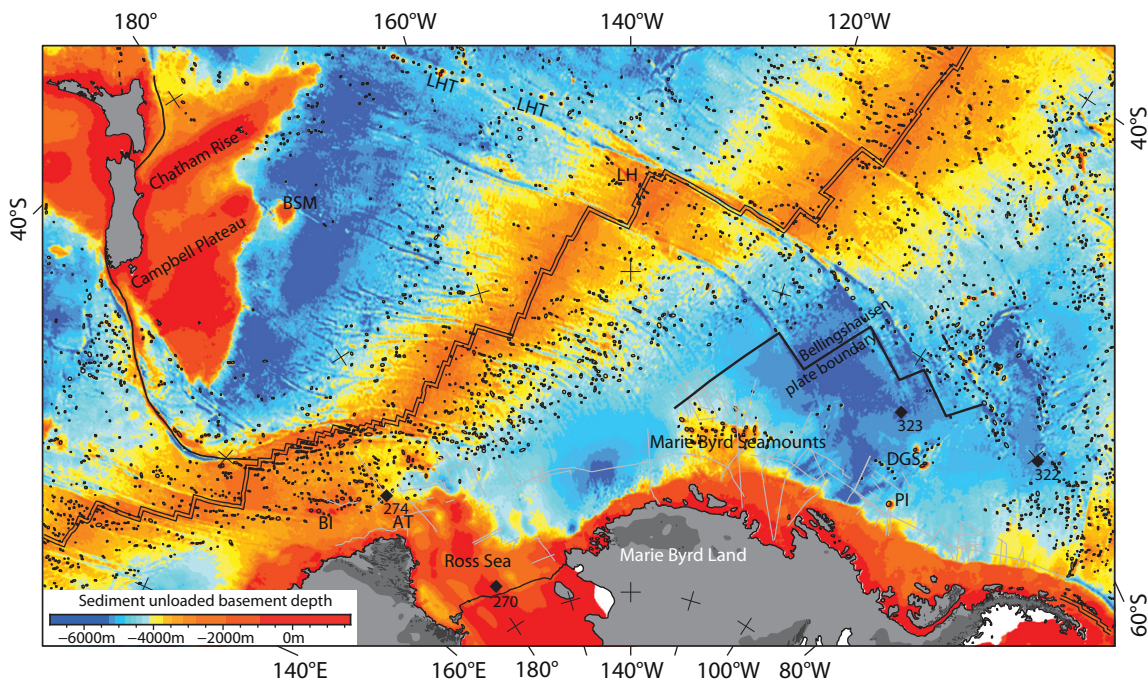 180°
160°W
140°W
120°W
LHT
LHT
40°S
Chatham Rise
LH
40°S
BSM
Campbell Plateau
Bellingshausen
plate boundary
323
Marie Byrd Seamounts
DGS
322
274
PI
BI
AT
Ross Sea
Marie Byrd Land
270
Sediment unloaded basement depth
−6000m
−4000m
−2000m
0m
60°S
140°E
160°E
180°
140°W
100°W
80°W